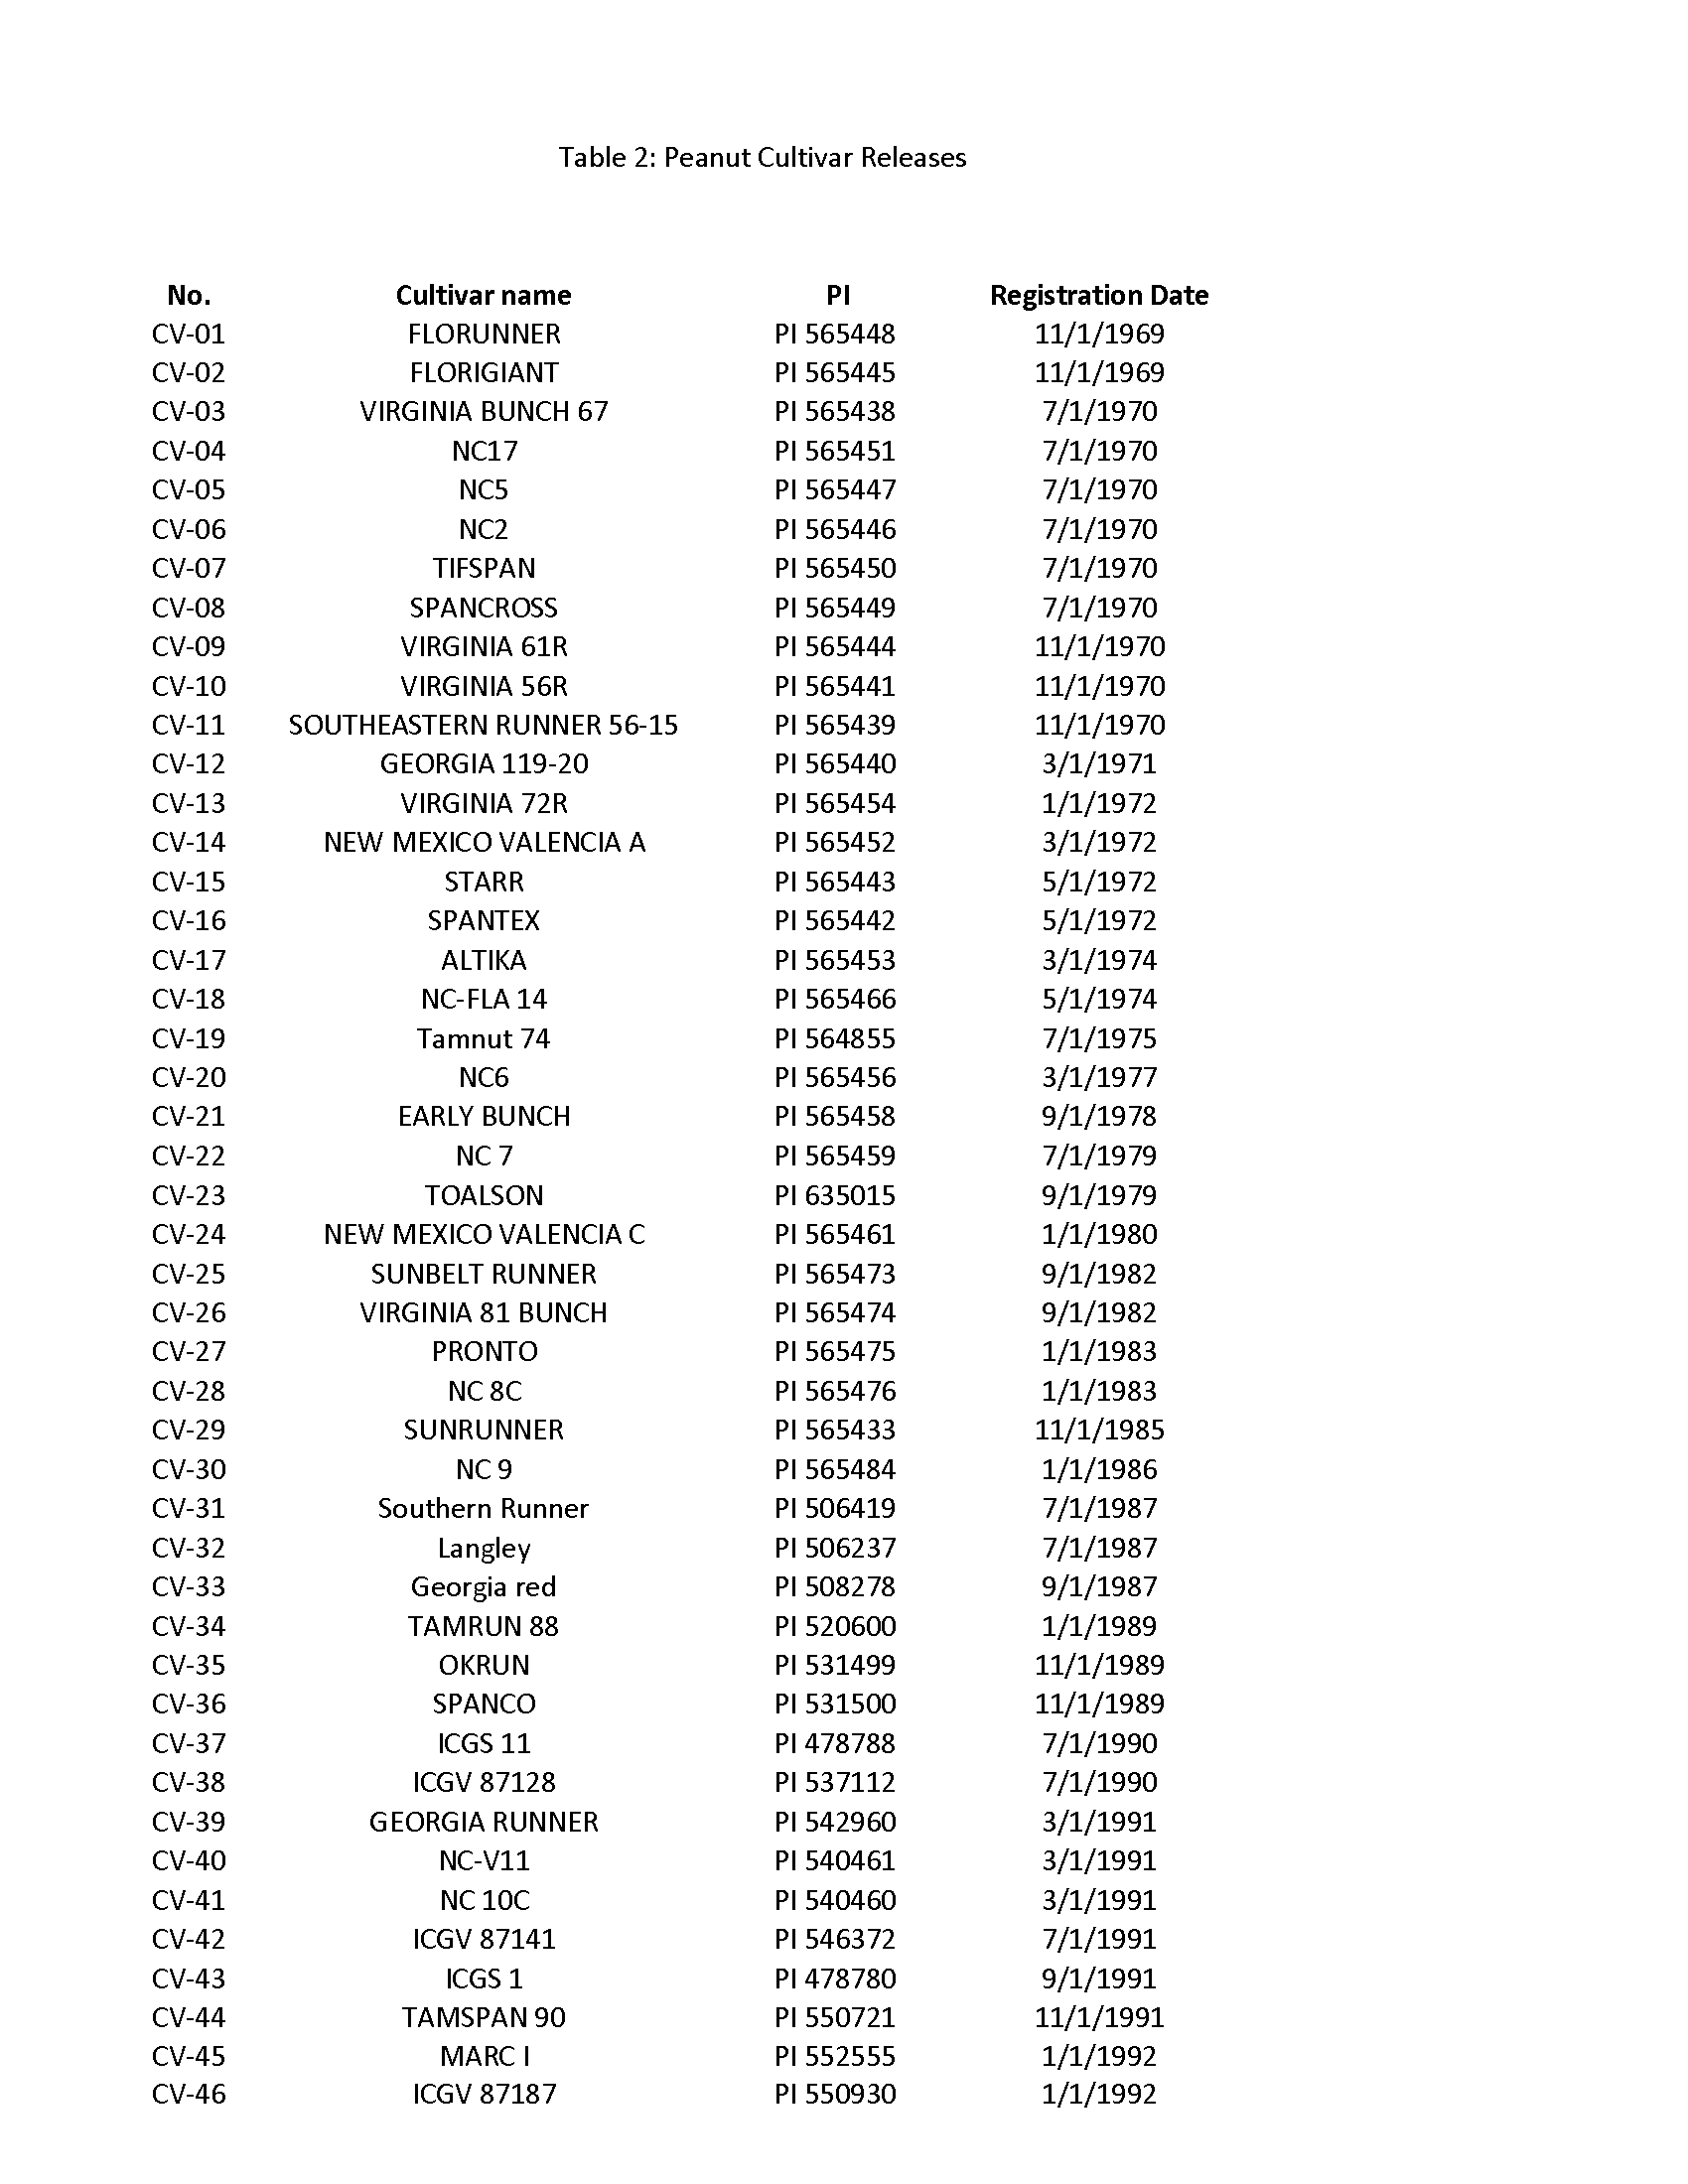 Table 2: Peanut Cultivar Releases
No. Cultivar name PI Registration Date
CV-01 FLORUNNER PI 565448 11/1/1969
CV-02 FLORIGIANT PI 565445 11/1/1969
CV-03 VIRGINIA BUNCH 67 PI 565438 7/1/1970
CV-04 NC17 PI 565451 7/1/1970
CV-05 NC5 PI 565447 7/1/1970
CV-06 NC2 PI 565446 7/1/1970
CV-07 TIFSPAN PI 565450 7/1/1970
CV-08 SPANCROSS PI 565449 7/1/1970
CV-09 VIRGINIA 61R PI 565444 11/1/1970
CV-10 VIRGINIA 56R PI 565441 11/1/1970
CV-11 SOUTHEASTERN RUNNER 56-15 PI 565439 11/1/1970
CV-12 GEORGIA 119-20 PI 565440 3/1/1971
CV-13 VIRGINIA 72R PI 565454 1/1/1972
CV-14 NEW MEXICO VALENCIA A PI 565452 3/1/1972
CV-15 STARR PI 565443 5/1/1972
CV-16 SPANTEX PI 565442 5/1/1972
CV-17 ALTIKA PI 565453 3/1/1974
CV-18 NC-FLA 14 PI 565466 5/1/1974
CV-19 Tamnut 74 PI 564855 7/1/1975
CV-20 NC6 PI 565456 3/1/1977
CV-21 EARLY BUNCH PI 565458 9/1/1978
CV-22 NC 7 PI 565459 7/1/1979
CV-23 TOALSON PI 635015 9/1/1979
CV-24 NEW MEXICO VALENCIA C PI 565461 1/1/1980
CV-25 SUNBELT RUNNER PI 565473 9/1/1982
CV-26 VIRGINIA 81 BUNCH PI 565474 9/1/1982
CV-27 PRONTO PI 565475 1/1/1983
CV-28 NC 8C PI 565476 1/1/1983
CV-29 SUNRUNNER PI 565433 11/1/1985
CV-30 NC 9 PI 565484 1/1/1986
CV-31 Southern Runner PI 506419 7/1/1987
CV-32 Langley PI 506237 7/1/1987
CV-33 Georgia red PI 508278 9/1/1987
CV-34 TAMRUN 88 PI 520600 1/1/1989
CV-35 OKRUN PI 531499 11/1/1989
CV-36 SPANCO PI 531500 11/1/1989
CV-37 ICGS 11 PI 478788 7/1/1990
CV-38 ICGV 87128 PI 537112 7/1/1990
CV-39 GEORGIA RUNNER PI 542960 3/1/1991
CV-40 NC-V11 PI 540461 3/1/1991
CV-41 NC 10C PI 540460 3/1/1991
CV-42 ICGV 87141 PI 546372 7/1/1991
CV-43 ICGS 1 PI 478780 9/1/1991
CV-44 TAMSPAN 90 PI 550721 11/1/1991
CV-45 MARC I PI 552555 1/1/1992
CV-46 ICGV 87187 PI 550930 1/1/1992